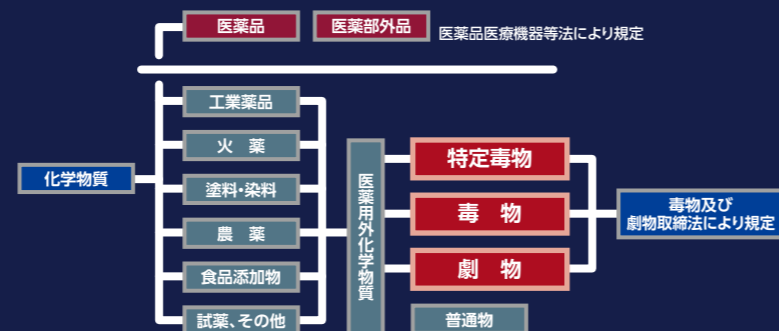 医薬品
医薬部外品
医薬品医療機器等法により規定
化学物質
工業薬品
火　薬
塗料・染料
農　薬
食品添加物
試薬、その他
医薬用外化学物質
特定毒物
毒　物
劇　物
普通物
毒物及び
劇物取締法により規定